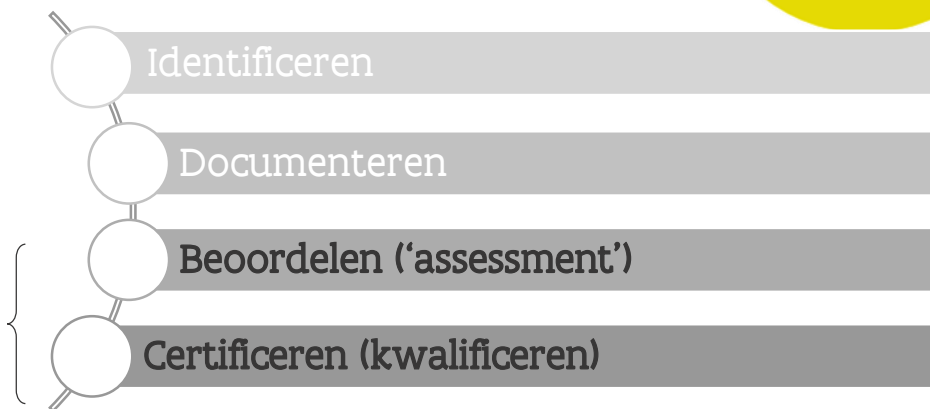 Identificeren
Documenteren
Beoordelen (‘assessment’)
Certificeren (kwalificeren)